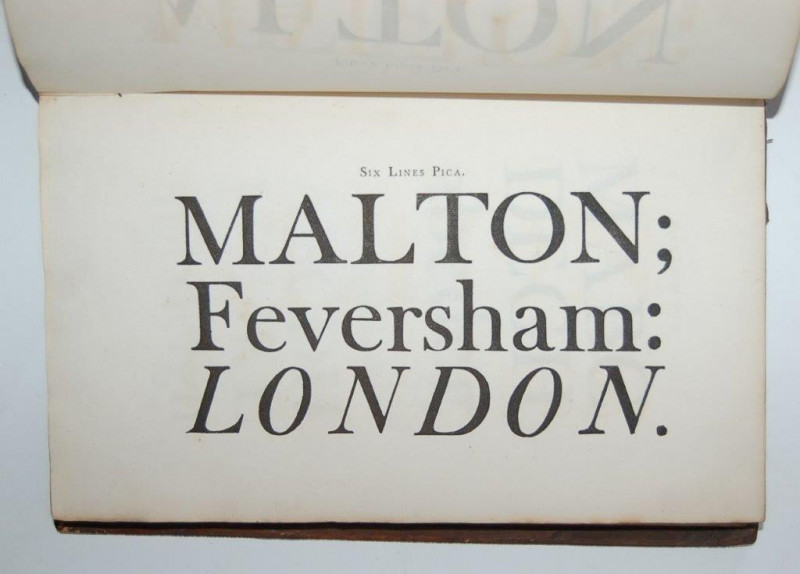 Six Lines Pica.
MALTON;
Feversham:
LONDON.